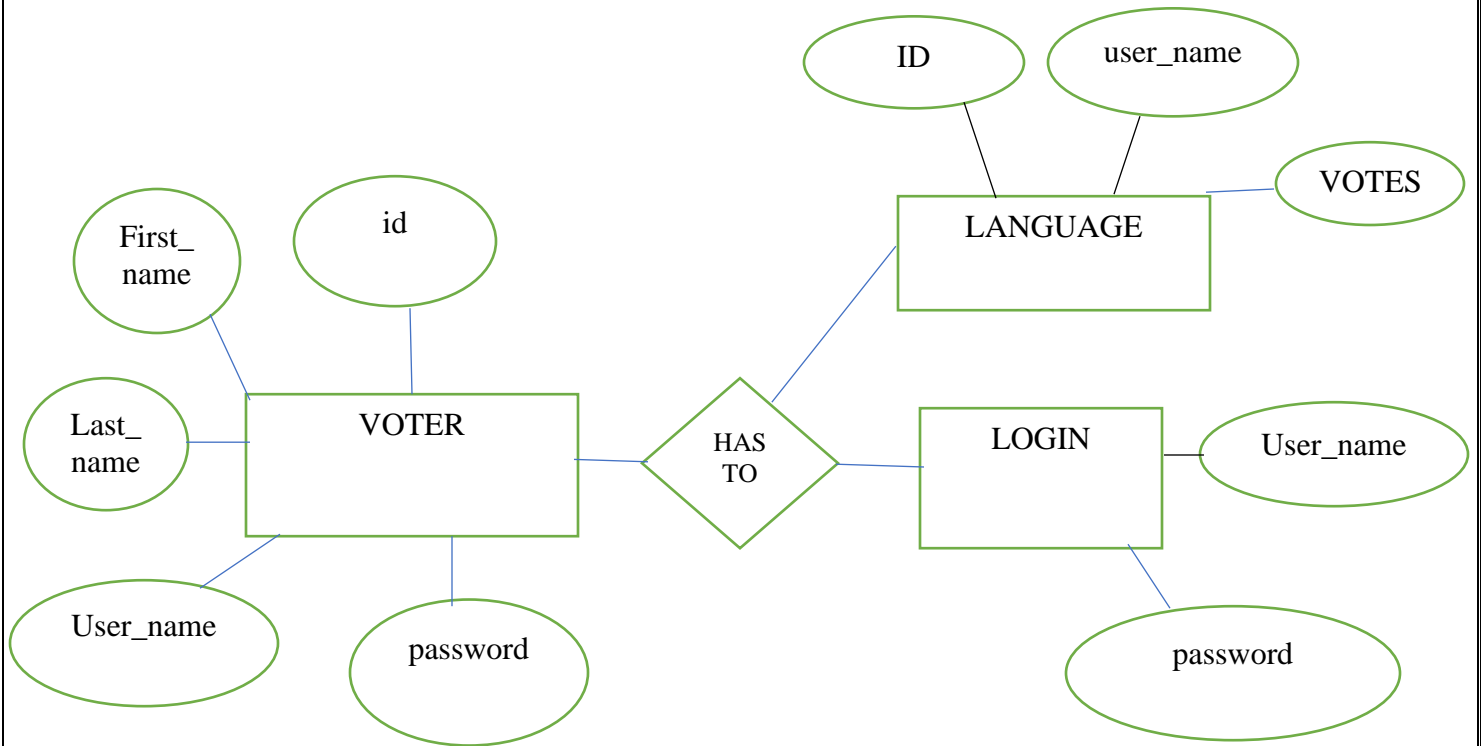 ID
user_name
VOTES
LANGUAGE
First_
name
id
Last_
name
VOTER
HAS
TO
LOGIN
User_name
User_name
password
password